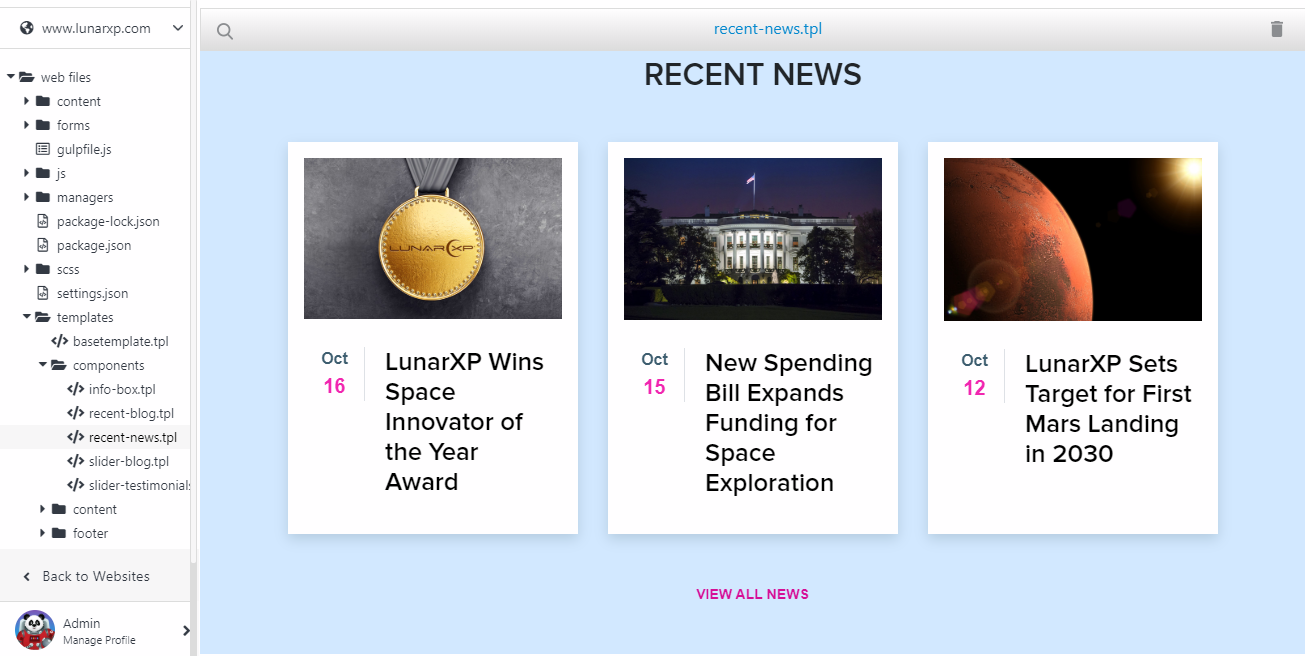 www.lunarxp.com
web files
content
forms
gulpfile.js
js
managers
package-lock.json
package.json
scss
settings.json
templates
basetemplate.tpl
components
info-box.tpl
recent-blog.tpl
recent-news.tpl
slider-blog.tpl
slider-testimonials
content
footer
Back to Websites
Admin
Manage Profile
recent-news.tpl
RECENT NEWS
LUNAR XP
Oct
16
LunarXP Wins
Space
Innovator of
the Year
Award
Oct
15
New Spending
Bill Expands
Funding for
Space
Exploration
Oct
12
LunarXP Sets
Target for First
Mars Landing
in 2030
VIEW ALL NEWS